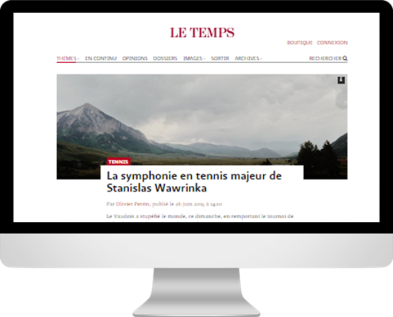 LE TEMPS
BOUTIQUE CONNEXION
THÈMES EN CONTINU OPINIONS DOSSIERS IMAGES SORTIR ARCHIVES RECHERCHER
TENNIS
La symphonie en tennis majeur de
Stanislas Wawrinka
Par Olivier Perrin, publié le juin 2015 à
Le Vaudois a stupéfié le monde, ce dimanche, en remportant le tournoi de